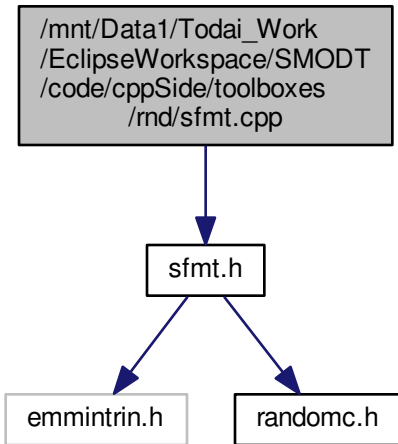 /mnt/Data1/Todai_Work
/EclipseWorkspace/SMODT
/code/cppSide/toolboxes
/rnd/sfmt.cpp
sfmt.h
emmintrin.h
randomc.h